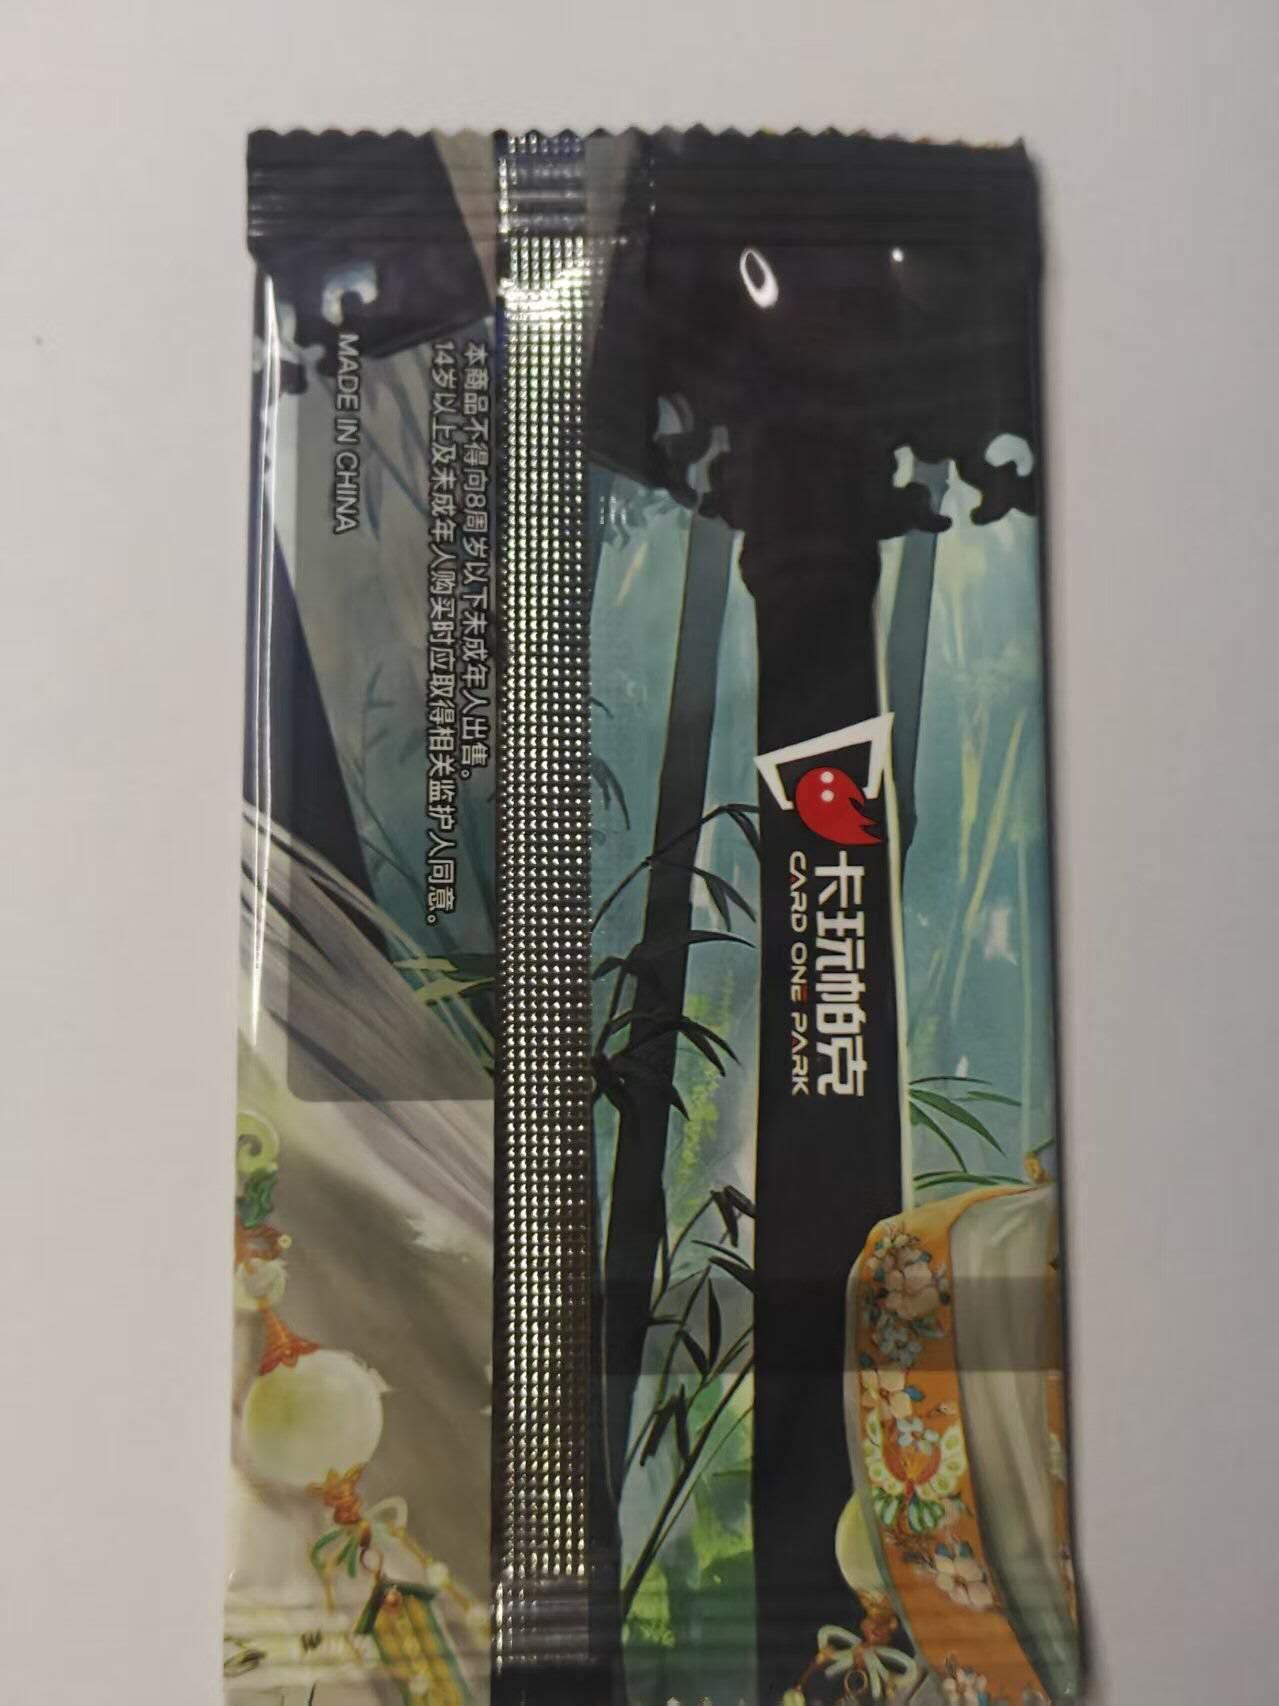 卡玩帕克
CARD ONE PARK
本商品不得向8周岁以下未成年人出售。
14岁以上及未成年人购买时应取得相关监护人同意。
MADE IN CHINA